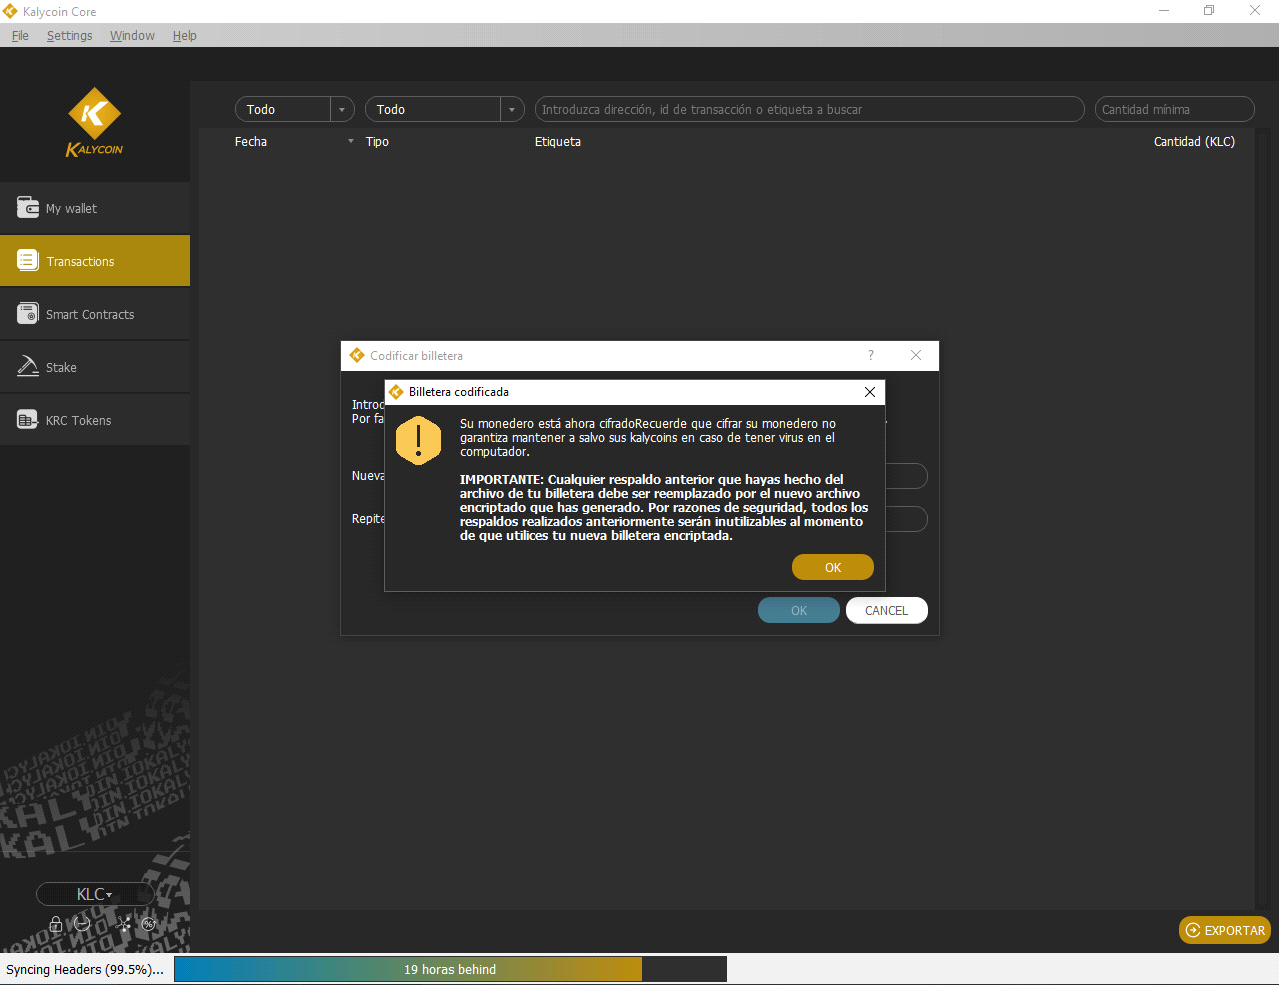 Kalycoin Core
File Settings Window Help
KALYCOIN
Todo Todo Introduzca dirección, id de transacción o etiqueta a buscar Cantidad mínima
Fecha Tipo Etiqueta Cantidad (KLC)
My wallet
Transactions
Smart Contracts
Stake
KRC Tokens
Codificar billetera ?
Billetera codificada
Su monedero está ahora cifradoRecuerde que cifrar su monedero no
garantiza mantener a salvo sus kalycoins en caso de tener virus en el
computador.
IMPORTANTE: Cualquier respaldo anterior que hayas hecho del
archivo de tu billetera debe ser reemplazado por el nuevo archivo
encriptado que has generado. Por razones de seguridad, todos los
respaldos realizados anteriormente serán inutilizables al momento
de que utilices tu nueva billetera encriptada.
OK
Introd
Por fa
Nueva
Repite
OK CANCEL
KLC
EXPORTAR
Syncing Headers (99.5%)... 19 horas behind